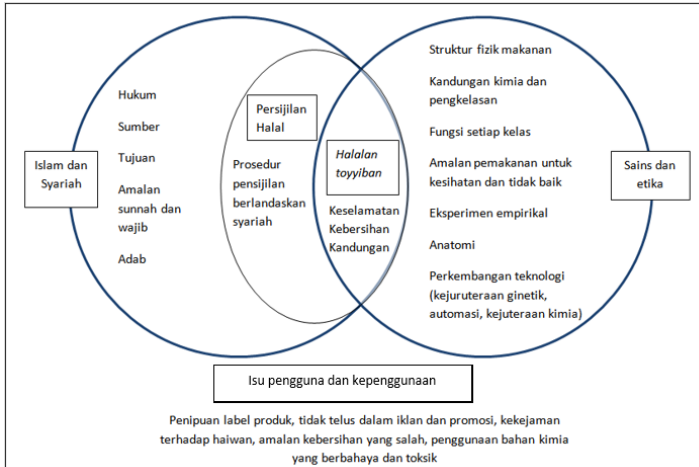 Islam dan
Syariah
Hukum
Sumber
Tujuan
Amalan
sunnah dan
wajib
Adab
Persijilan
Halal
Prosedur
pensijilan
berlandaskan
syariah
Halalan
toyyiban
Keselamatan
Kebersihan
Kandungan
Struktur fizik makanan
Kandungan kimia dan
pengkelasan
Fungsi setiap kelas
Amalan pemakanan untuk
kesihatan dan tidak baik
Eksperimen empirikal
Anatomi
Perkembangan teknologi
(kejuruteraan ginetik,
automasi, kejuteraan kimia)
Sains dan
etika
Isu pengguna dan kepenggunaan
Penipuan label produk, tidak telus dalam iklan dan promosi, kekejaman
terhadap haiwan, amalan kebersihan yang salah, penggunaan bahan kimia
yang berbahaya dan toksik